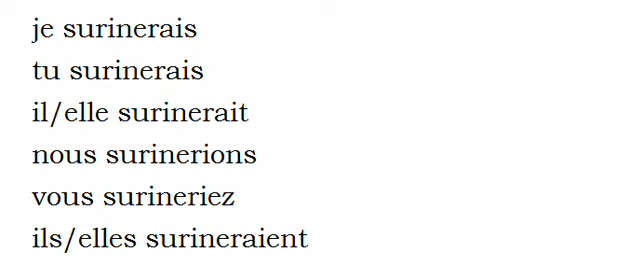 je surinerais
tu surinerais
il/elle surinerait
nous surinerions
vous surineriez
ils/elles surineraient